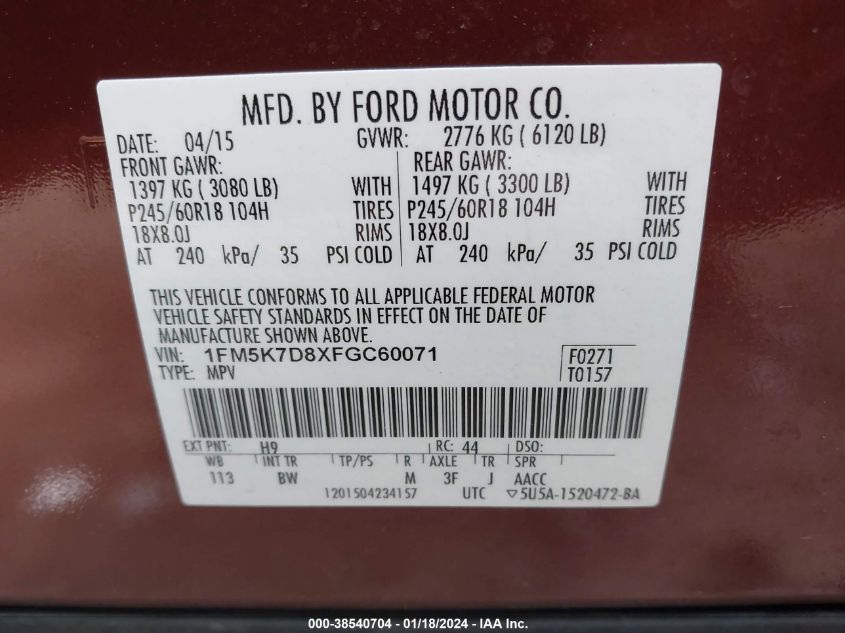 MFD. BY FORD MOTOR CO.
DATE: 04/15 GVWR: 2776 KG ( 6120 LB)
FRONT GAWR: REAR GAWR:
1397 KG ( 3080 LB) WITH 1497 KG ( 3300 LB) WITH
P245/60R18 104H TIRES P245/60R18 104H TIRES
18X8.0J RIMS 18X8.0J RIMS
AT 240 kPa/ 35 PSI COLD AT 240 kPa/ 35 PSI COLD
THIS VEHICLE CONFORMS TO ALL APPLICABLE FEDERAL MOTOR
VEHICLE SAFETY STANDARDS IN EFFECT ON THE DATE OF
MANUFACTURE SHOWN ABOVE.
VIN: 1FM5K7D8XFGC60071 F0271
TYPE: MPV T0157
EXT PNT: H9 RC: 44 DSO:
WB INT TR TP/PS R AXLE TR SPR
113 BW M 3F J AACC
1201504234157 UTC ▽5U5A-1520472-BA
000-38540704 - 01/18/2024 - IAA Inc.